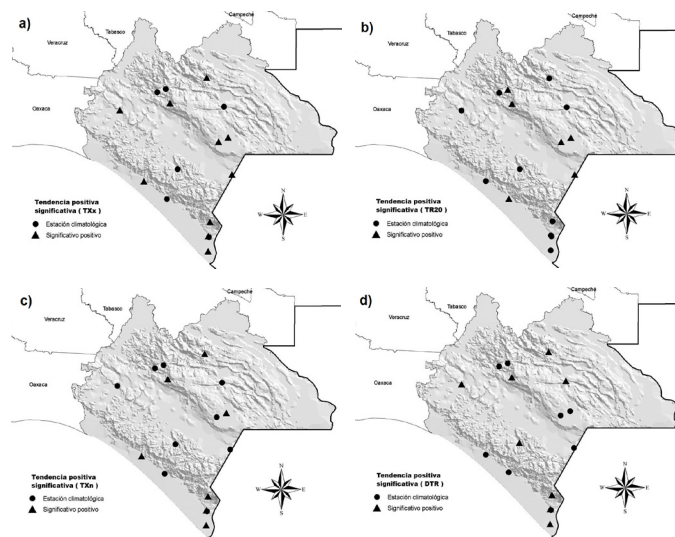 a)
Campeche
Tabasco
Veracruz
Oaxaca
Tendencia positiva
significativa ( TXx )
Estación climatológica
Significativo positivo
N
W
E
S
b)
Campeche
Tabasco
Veracruz
Oaxaca
Tendencia positiva
significativa ( TR20 )
Estación climatológica
Significativo positivo
N
W
E
S
c)
Campeche
Tabasco
Veracruz
Oaxaca
Tendencia positiva
significativa ( TXn )
Estación climatológica
Significativo positivo
N
W
E
S
d)
Campeche
Tabasco
Veracruz
Oaxaca
Tendencia positiva
significativa ( DTR )
Estación climatológica
Significativo positivo
N
W
E
S